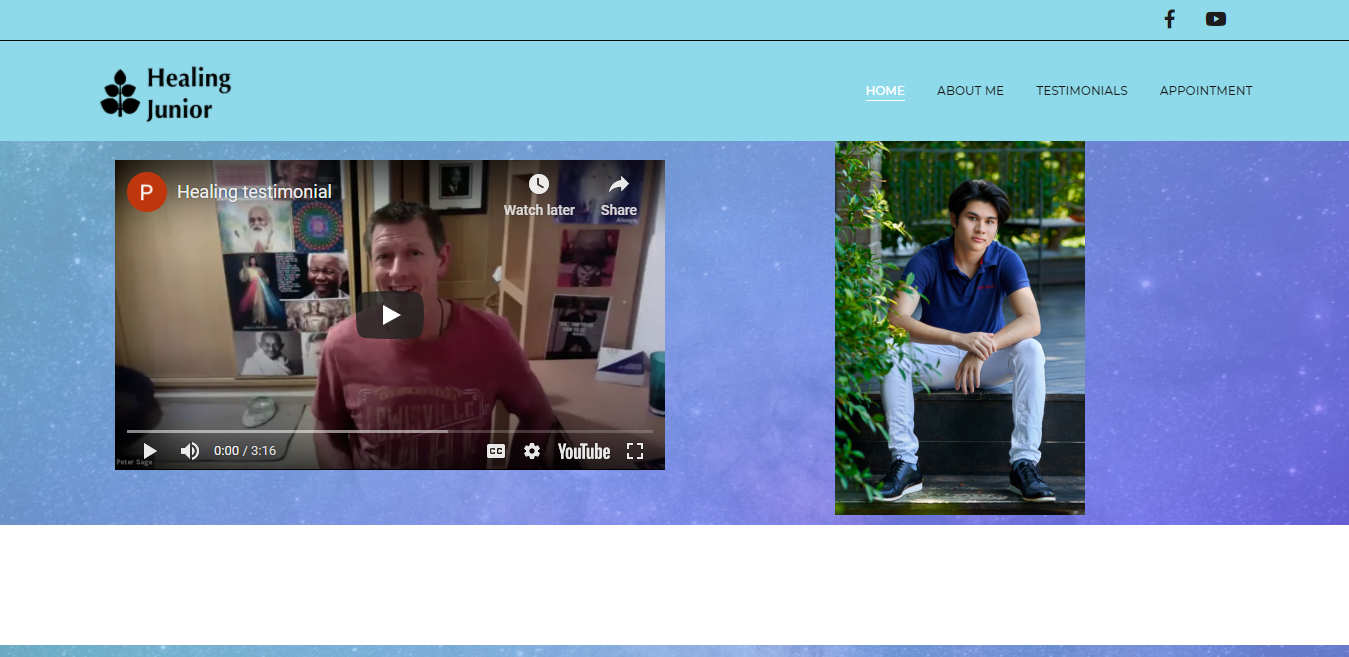 Healing
Junior
HOME
ABOUT ME
TESTIMONIALS
APPOINTMENT
P
Healing testimonial
Watch later
Share
0:00 / 3:16
CC
YouTube
Peter Sage